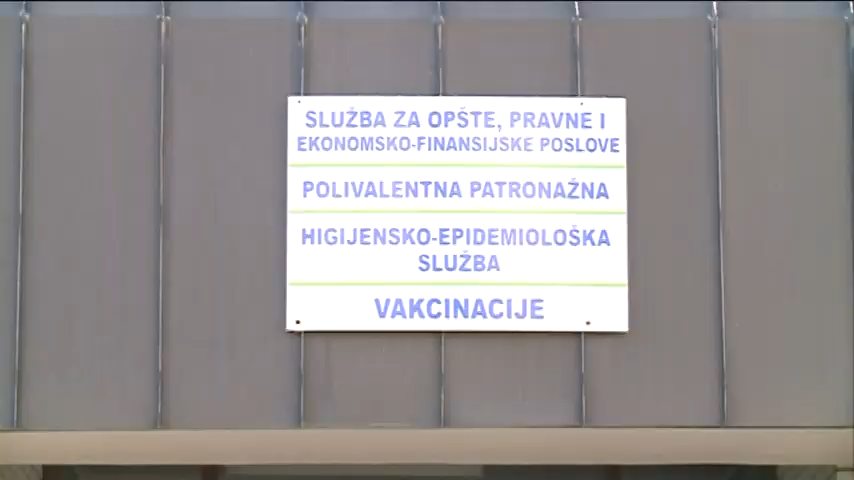 SLUŽBA ZA OPŠTE, PRAVNE I
EKONOMSKO-FINANSIJSKE POSLOVE
POLIVALENTNA PATRONAŽNA
HIGIJENSKO-EPIDEMIOLOŠKA
SLUŽBA
VAKCINACIJE